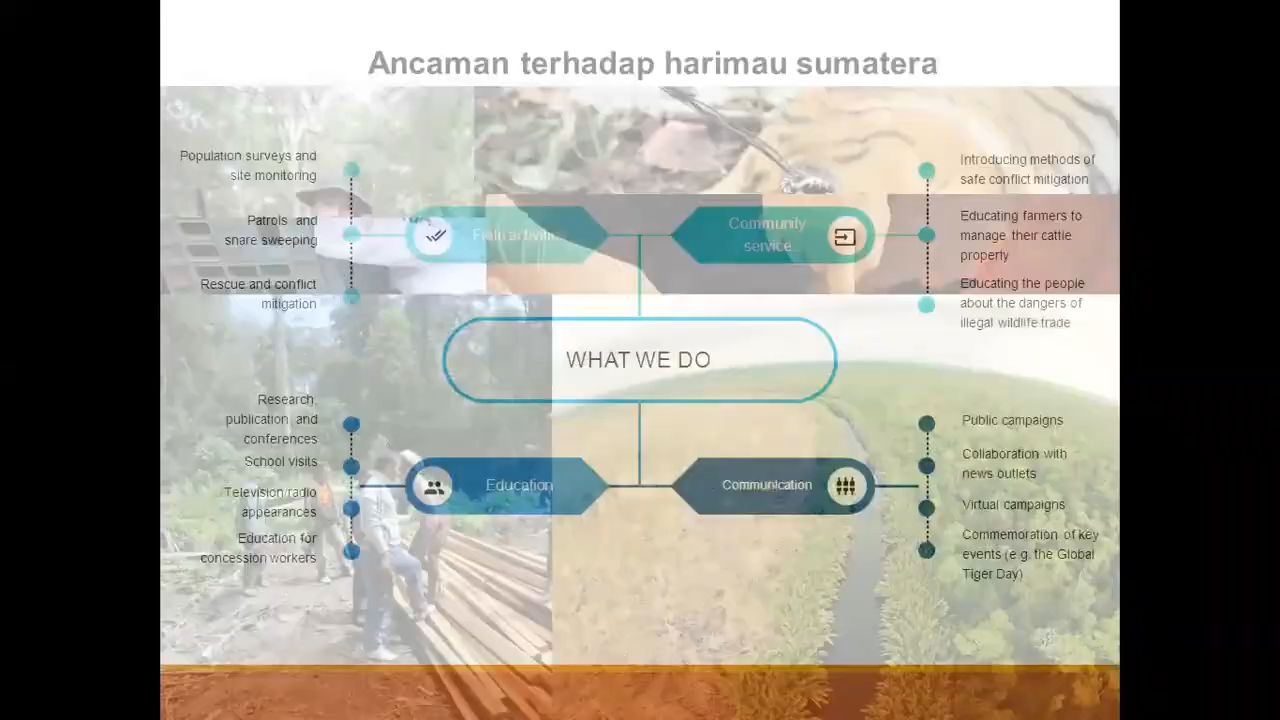 Ancaman terhadap harimau sumatera
Population surveys and
site monitoring
Patrols and
snare sweeping
Rescue and conflict
mitigation
Field activities
Community
service
Introducing methods of
safe conflict mitigation
Educating farmers to
manage their cattle
property
Educating the people
about the dangers of
illegal wildlife trade
WHAT WE DO
Research,
publication and
conferences
School visits
Television/radio
appearances
Education for
concession workers
Education
Communication
Public campaigns
Collaboration with
news outlets
Virtual campaigns
Commemoration of key
events (e.g. the Global
Tiger Day)